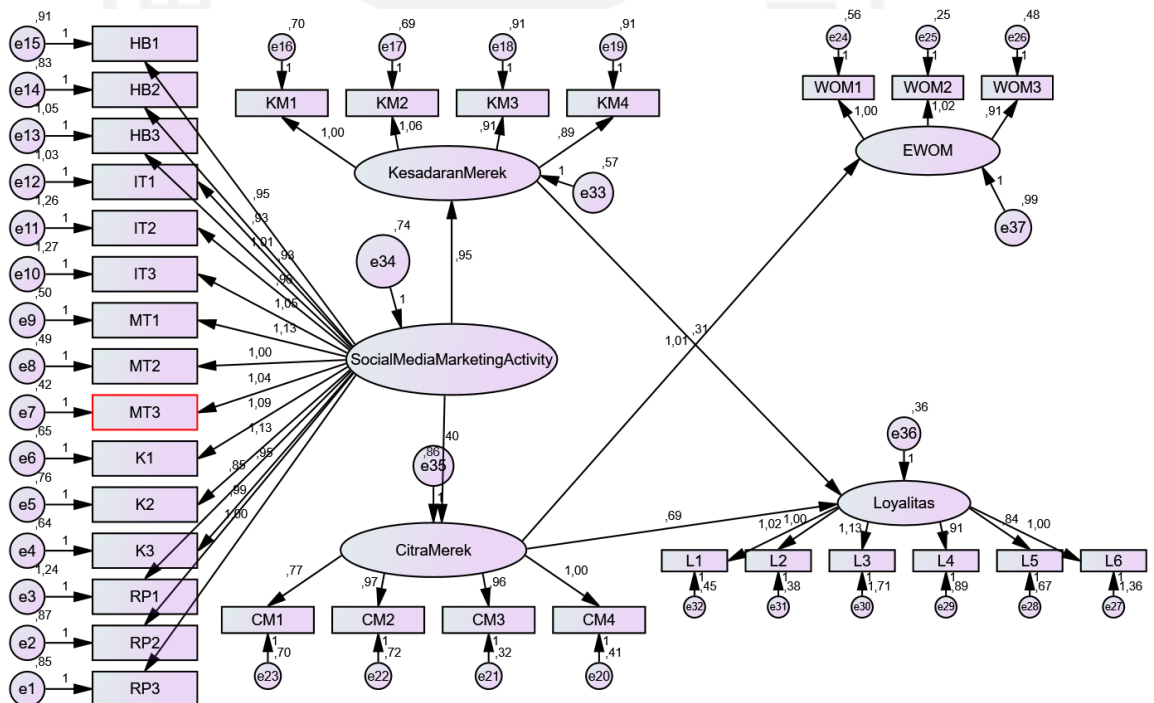 ,91
e15
1
HB1
,83
e14
1
HB2
1,05
e13
1
HB3
1,03
e12
1
IT1
1,26
e11
1
IT2
1,27
e10
1
IT3
,50
e9
1
MT1
,49
e8
1
MT2
,42
e7
1
MT3
,65
e6
1
K1
,76
e5
1
K2
,64
e4
1
K3
1,24
e3
1
RP1
,87
e2
1
RP2
,85
e1
1
RP3
,95
,93
1,01
,93
,96
1,05
1,13
1,00
1,04
1,09
1,13
,95
,85
,99
1,00
,70
e16
1
KM1
,69
e17
1
KM2
,91
e18
1
KM3
,91
e19
1
KM4
1,00
1,06
,91
,89
KesadaranMerek
1
,57
e33
,74
e34
1
,95
SocialMediaMarketingActivity
,40
,86
e35
1
CitraMerek
,77
,97
,96
1,00
CM1
CM2
CM3
CM4
1
,70
e23
1
,72
e22
1
,32
e21
1
,41
e20
,56
e24
1
WOM1
,25
e25
1
WOM2
,48
e26
1
WOM3
1,00
1,02
,91
EWOM
1
,99
e37
1,01
,31
,69
,36
e36
1
Loyalitas
1,02
1,00
1,13
,91
,84
1,00
L1
L2
L3
L4
L5
L6
1
,45
e32
1
,38
e31
1
1,71
e30
1
,89
e29
1
,67
e28
1
1,36
e27